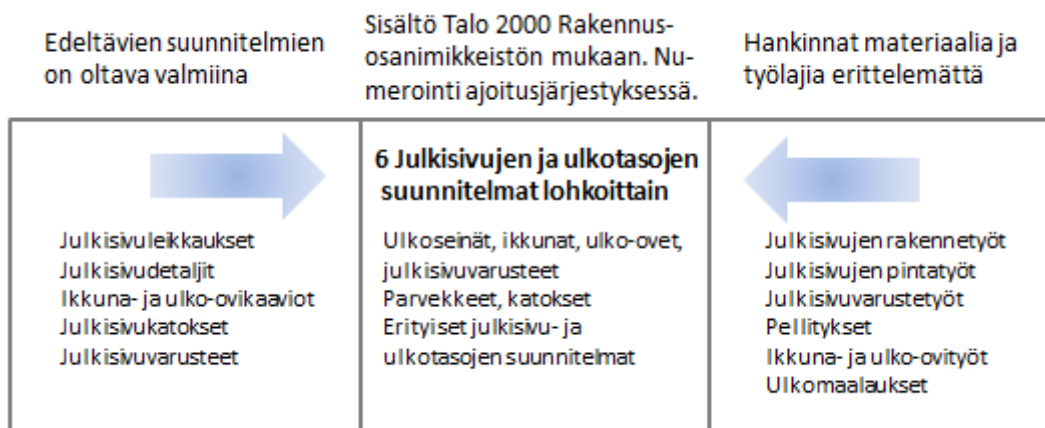 Edeltävien suunnitelmien
on oltava valmiina
Sisältö Talo 2000 Rakennus-
osanimikkeistön mukaan. Nu-
merointi ajoitusjärjestyksessä.
Hankinnat materiaalia ja
työlajia erittelemättä
Julkisivuleikkaukset
Julkisivudetaljit
Ikkuna- ja ulko-ovikaaviot
Julkisivukatokset
Julkisivuvarusteet
6 Julkisivujen ja ulkotasojen
suunnitelmat lohkoittain
Ulkoseinät, ikkunat, ulko-ovet,
julkisivuvarusteet
Parvekkeet, katokset
Erityiset julkisivu- ja
ulkotasojen suunnitelmat
Julkisivujen rakennetyöt
Julkisivujen pintatyöt
Julkisivuvarustetyöt
Pellitykset
Ikkuna- ja ulko-ovityöt
Ulkomaalaukset